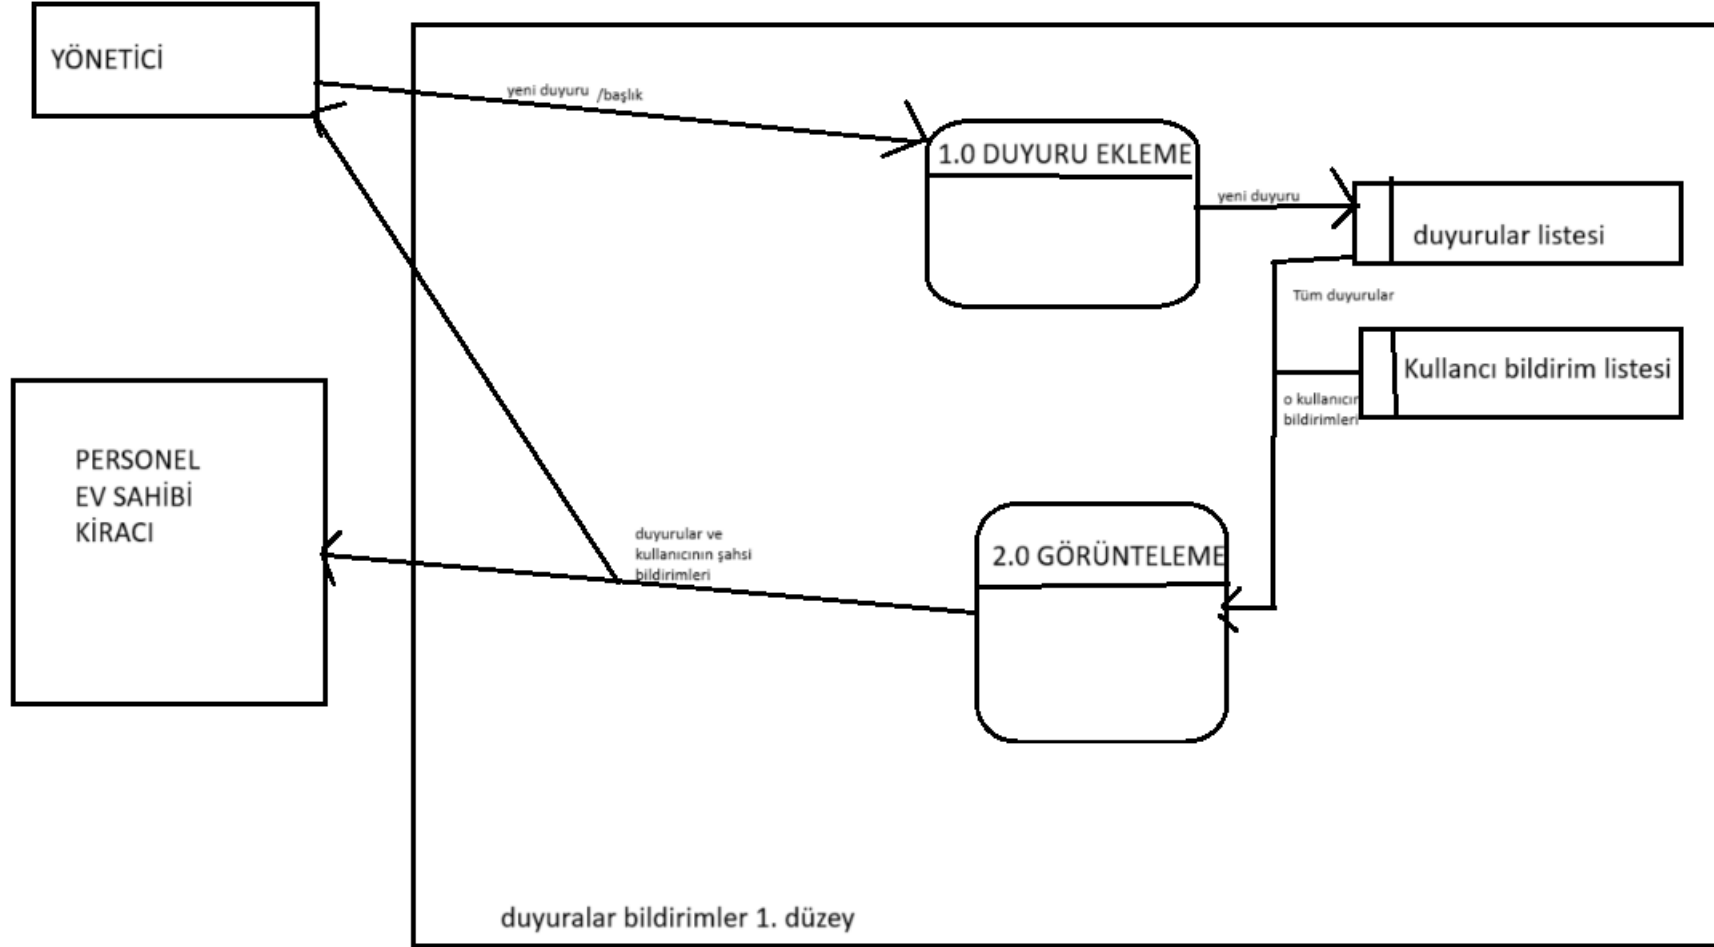 YÖNETİCİ
yeni duyuru /başlık
1.0 DUYURU EKLEME
yeni duyuru
duyurular listesi
Tüm duyurular
Kullancı bildirim listesi
o kullanıcır
bildirimleri
PERSONEL
EV SAHİBİ
KİRACI
duyurular ve
kullanıcının şahsi
bildirimleri
2.0 GÖRÜNTELEME
duyuralar bildirimler 1. düzey